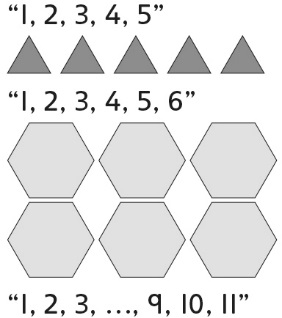 “1, 2, 3, 4, 5”
“1, 2, 3, 4, 5, 6”
“1, 2, 3, …, 9, 10, 11”